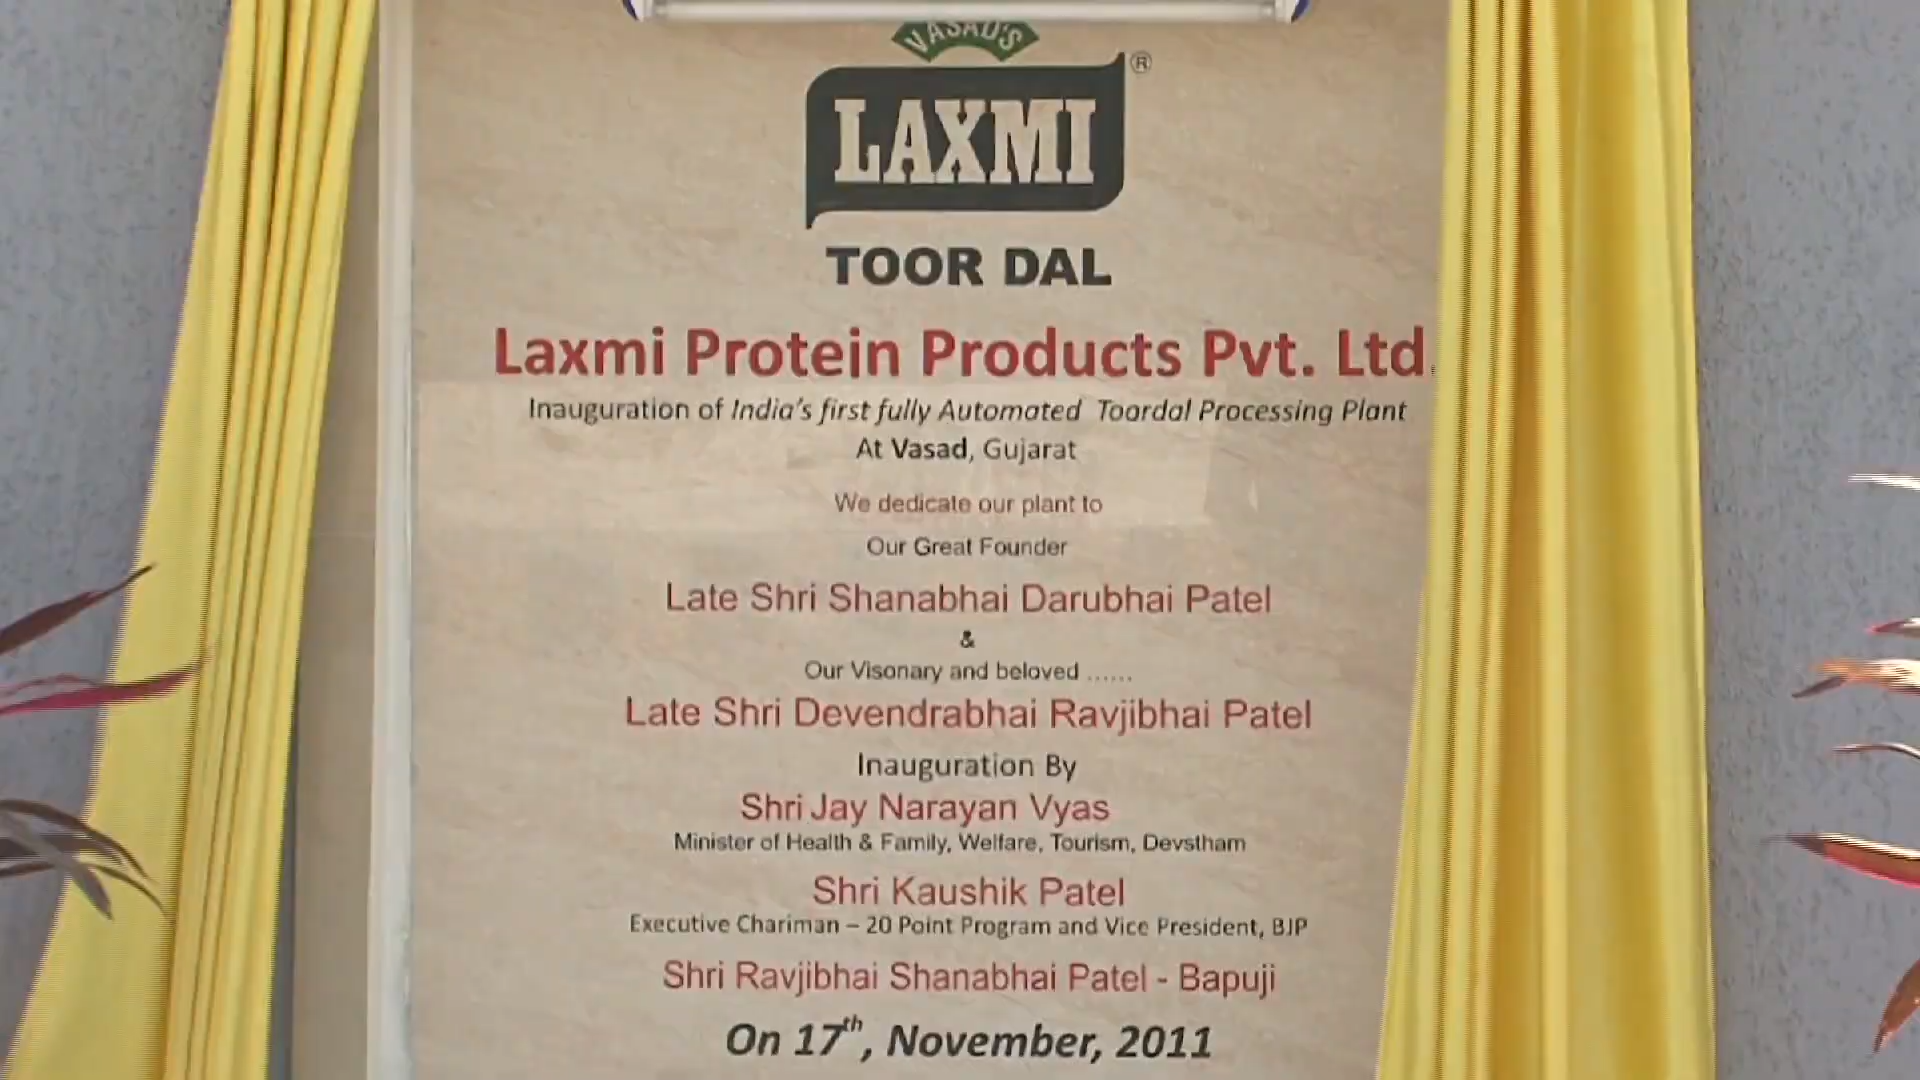 VASAD'S
LAXMI ®
TOOR DAL
Laxmi Protein Products Pvt. Ltd.
Inauguration of India's first fully Automated Toordal Processing Plant
At Vasad, Gujarat
We dedicate our plant to
Our Great Founder
Late Shri Shanabhai Darubhai Patel
&
Our Visonary and beloved ......
Late Shri Devendrabhai Ravjibhai Patel
Inauguration By
Shri Jay Narayan Vyas
Minister of Health & Family, Welfare, Tourism, Devstham
Shri Kaushik Patel
Executive Chariman – 20 Point Program and Vice President, BJP
Shri Ravjibhai Shanabhai Patel - Bapuji
On 17th, November, 2011